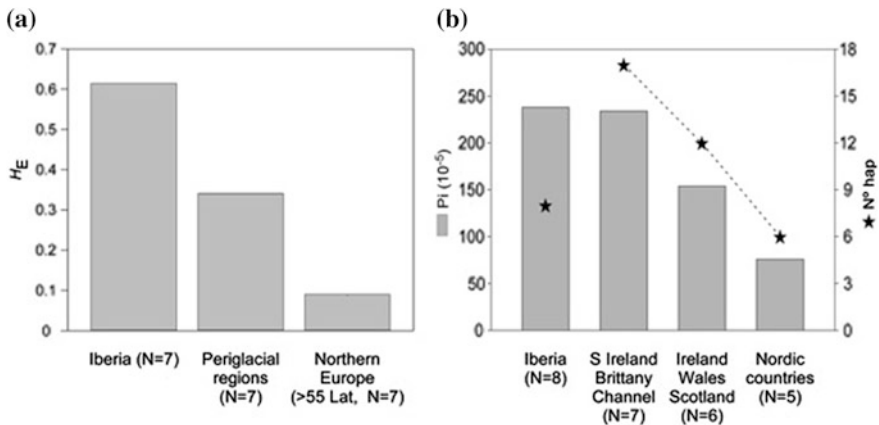 (a)
0.7
0.6
0.5
0.4
0.3
0.2
0.1
0
HE
Iberia (N=7)
Periglacial
regions
(N=7)
Northern
Europe
(>55 Lat, N=7)
(b)
300
250
200
150
100
50
0
Pi (10-5)
18
15
12
9
6
3
0
Nº hap
Iberia
(N=8)
S Ireland
Brittany
Channel
(N=7)
Ireland
Wales
Scotland
(N=6)
Nordic
countries
(N=5)